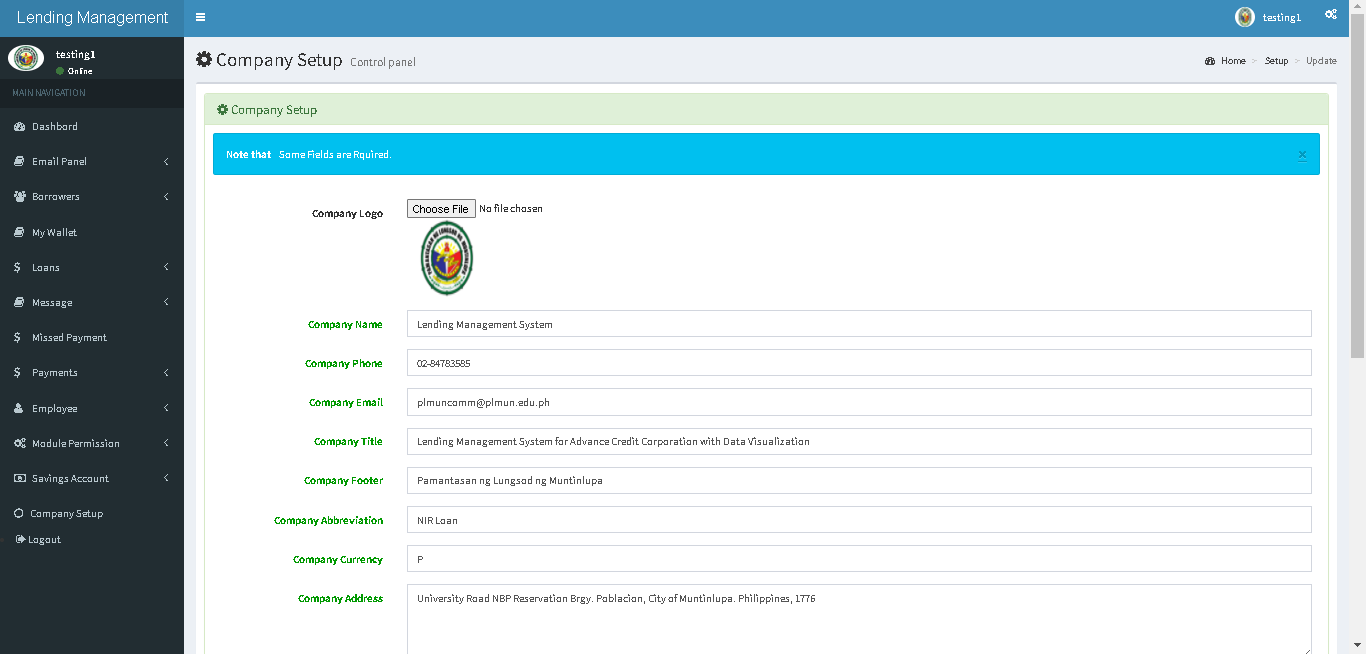 Lending Management
testing1
testing1
Online
MAIN NAVIGATION
Dashbord
Email Panel
Borrowers
My Wallet
Loans
Message
Missed Payment
Payments
Employee
Module Permission
Savings Account
Company Setup
Logout
Company Setup Control panel
Home > Setup > Update
Company Setup
Note that Some Fields are Rquired.
×
Company Logo Choose File No file chosen
Company Name Lending Management System
Company Phone 02-84783585
Company Email plmuncomm@plmun.edu.ph
Company Title Lending Management System for Advance Credit Corporation with Data Visualization
Company Footer Pamantasan ng Lungsod ng Muntinlupa
Company Abbreviation NIR Loan
Company Currency P
Company Address University Road NBP Reservation Brgy. Poblacion, City of Muntinlupa. Philippines, 1776